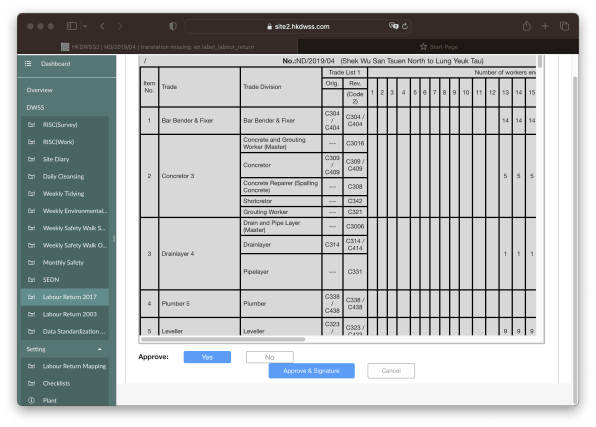 site2.hkdwss.com
HKDWSS2 | ND/2019/04 | translation missing: en.label_labour_return
Start Page
Dashboard
Overview
DWSS
RISC(Survey)
RISC(Work)
Site Diary
Daily Cleansing
Weekly Tidying
Weekly Environmental...
Weekly Safety Walk S...
Weekly Safety Walk O...
Monthly Safety
SEDN
Labour Return 2017
Labour Return 2003
Data Standardization ...
Setting
Labour Return Mapping
Checklists
Plant
/ No.:ND/2019/04 (Shek Wu San Tsuen North to Lung Yeuk Tau)
Trade List 1 Number of workers en
Item No. Trade Trade Division Orig. Rev. (Code 2) 1 2 3 4 5 6 7 8 9 10 11 12 13 14 15
1 Bar Bender & Fixer Bar Bender & Fixer C304 / C404 C304 / C404 14 14 14
2 Concretor 3 Concrete and Grouting Worker (Master) --- C3016
Concretor C309 / C409 C309 / C409 5 5 5
Concrete Repairer (Spalling Concrete) --- C308
Shotcretor --- C342
Grouting Worker --- C321
3 Drainlayer 4 Drain and Pipe Layer (Master) --- C3006
Drainlayer C314 C314 / C414 1 1 1
Pipelayer --- C331
4 Plumber 5 Plumber C338 / C438 C338 / C438
5 Leveller Leveller C323 / C323 / C423 9 9 9
Approve: Yes No
Approve & Signature Cancel